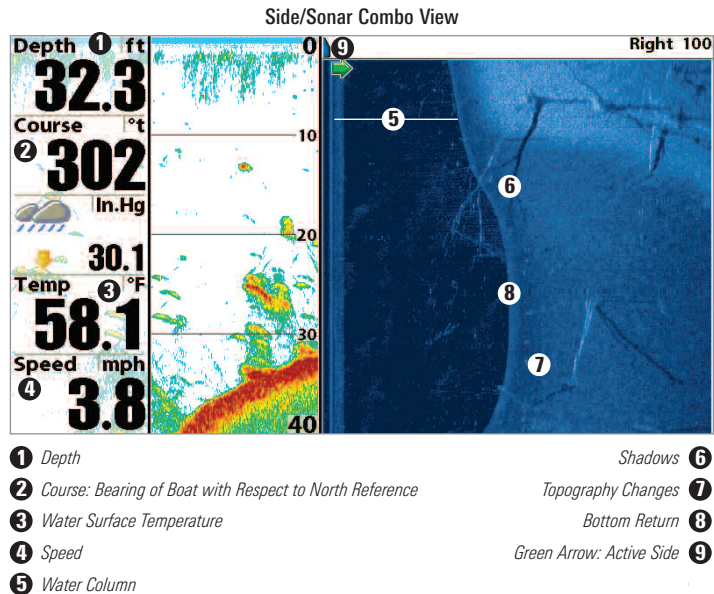 Side/Sonar Combo View
Depth 1 ft
32.3
Course °t
2 302
In.Hg
30.1
Temp 3 °F
58.1
Speed mph
4 3.8
0
10
20
30
40
9 Right 100
5
6
8
7
1 Depth
2 Course: Bearing of Boat with Respect to North Reference
3 Water Surface Temperature
4 Speed
5 Water Column
Shadows 6
Topography Changes 7
Bottom Return 8
Green Arrow: Active Side 9